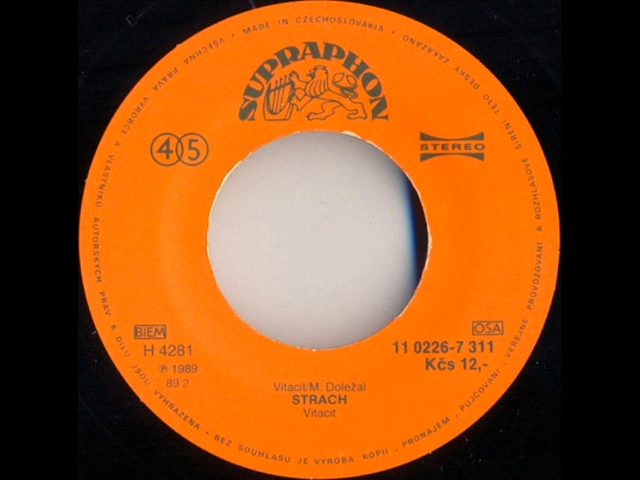 MADE IN CZECHOSLOVAKIA • VŠECHNA PRÁVA VÝROBCE A VLASTNÍKŮ AUTORSKÝCH PRÁV K DÍLU JSOU VYHRAZENA • BEZ SOUHLASU JE VÝROBA KOPIÍ • PRONÁJEM • PŮJČOVÁNÍ • VEŘEJNÉ PROVOZOVÁNÍ A ROZHLASOVÉ ŠÍŘENÍ TÉTO DESKY ZAKÁZÁNO •
SUPRAPHON
45
STEREO
BIEM
OSA
H 4281
11 0226-7 311
℗ 1989
Kčs 12,-
89 2
Vitacit/M. Doležal
STRACH
Vitacit